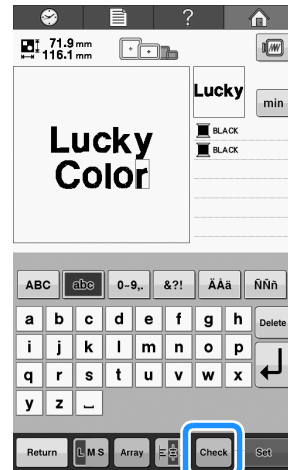 ?
71.9 mm
116.1 mm
Lucky
min
BLACK
BLACK
Lucky
Color
ABC abc 0~9,. &?! ÄÅä ÑÑñ
a b c d e f g h Delete
i j k l m n o p
q r s t u v w x
y z
Return L M S Array Check Set